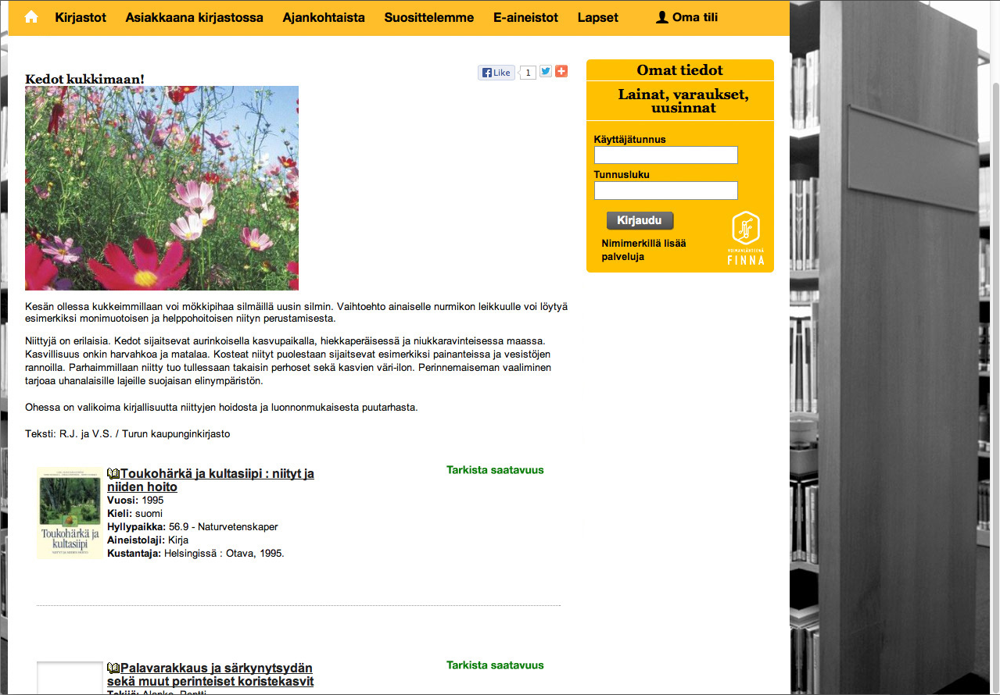 Kirjastot Asiakkaana kirjastossa Ajankohtaista Suosittelemme E-aineistot Lapset Oma tili
Kedot kukkimaan!
Like 1
Kesän ollessa kukkeimmillaan voi mökkipihaa silmäillä uusin silmin. Vaihtoehto ainaiselle nurmikon leikkuulle voi löytyä
esimerkiksi monimuotoisen ja helppohoitoisen niityn perustamisesta.
Niittyjä on erilaisia. Kedot sijaitsevat aurinkoisella kasvupaikalla, hiekkaperäisessä ja niukkaravinteisessa maassa.
Kasvillisuus onkin harvahkoa ja matalaa. Kosteat niityt puolestaan sijaitsevat esimerkiksi painanteissa ja vesistöjen
rannoilla. Parhaimmillaan niitty tuo tullessaan takaisin perhoset sekä kasvien väri-ilon. Perinnemaiseman vaaliminen
tarjoaa uhanalaisille lajeille suojaisan elinympäristön.
Ohessa on valikoima kirjallisuutta niittyjen hoidosta ja luonnonmukaisesta puutarhasta.
Teksti: R.J. ja V.S. / Turun kaupunginkirjasto
Toukohärkä ja
kultasiipi
Toukohärkä ja kultasiipi : niityt ja
niiden hoito
Vuosi: 1995
Kieli: suomi
Hyllypaikka: 56.9 - Naturvetenskaper
Aineistolaji: Kirja
Kustantaja: Helsingissä : Otava, 1995.
Tarkista saatavuus
Palavarakkaus ja särkynytsydän
sekä muut perinteiset koristekasvit
Tekijä: Alanko, Pentti
Tarkista saatavuus
Omat tiedot
Lainat, varaukset,
uusinnat
Käyttäjätunnus
Tunnusluku
Kirjaudu
Nimimerkillä lisää
palveluja
VOIMANLÄHTEENÄ
FINNA